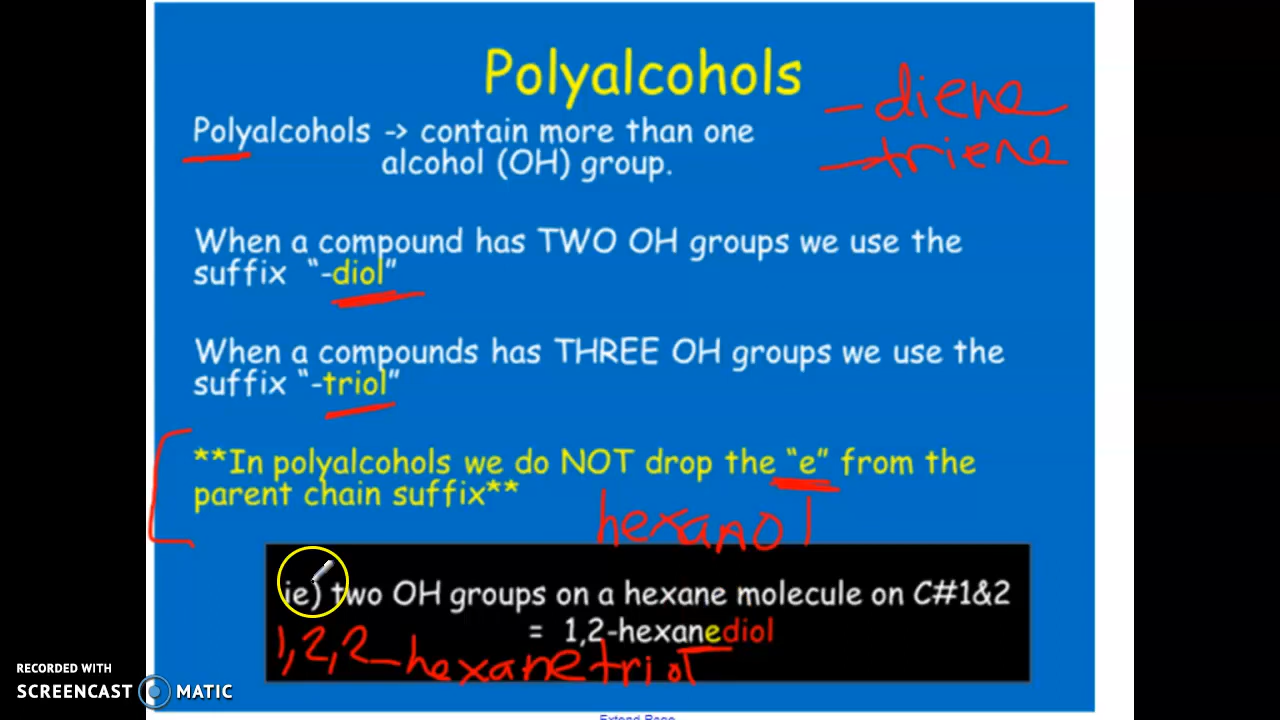 Polyalcohols
-diene
Polyalcohols -> contain more than one
→triene
alcohol (OH) group.
When a compound has TWO OH groups we use the
suffix "-diol"
When a compounds has THREE OH groups we use the
suffix "-triol"
**In polyalcohols we do NOT drop the "e" from the
parent chain suffix**
hexanol
ie) two OH groups on a hexane molecule on C#1&2
= 1,2-hexanediol
1,2,2-hexanetriol
RECORDED WITH
SCREENCAST MATIC
Extend Page